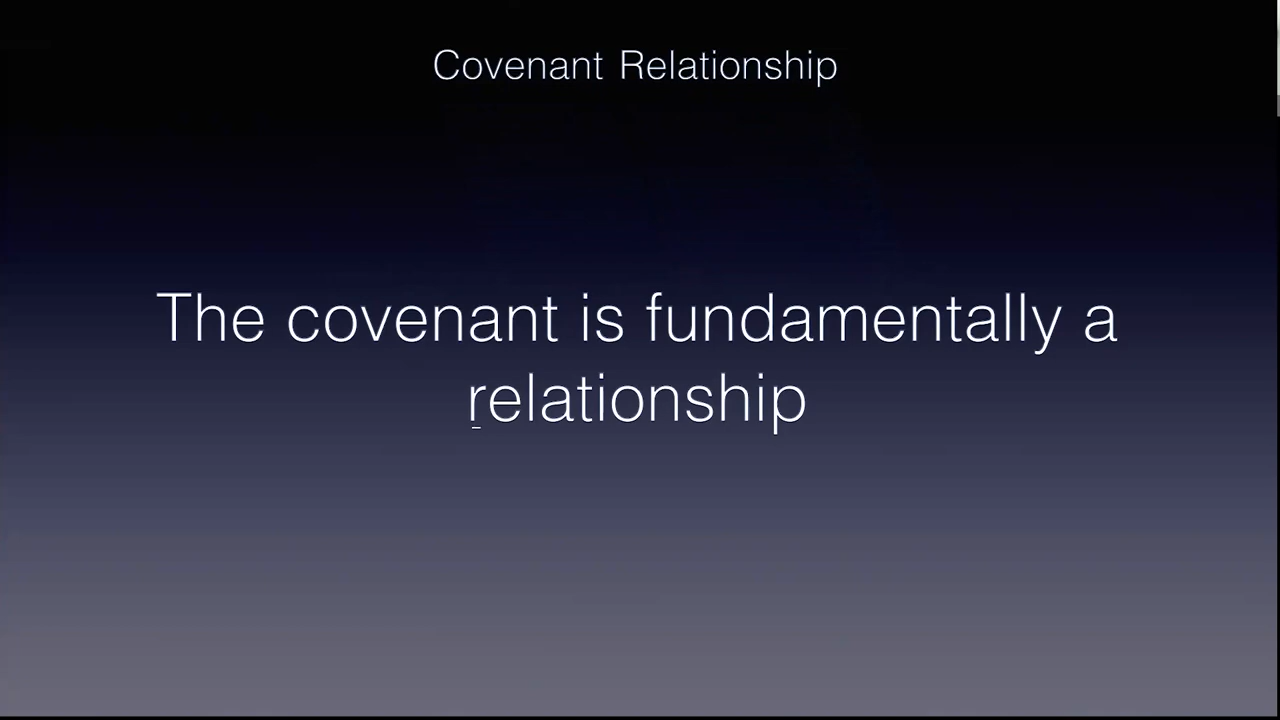 Covenant Relationship
The covenant is fundamentally a
relationship